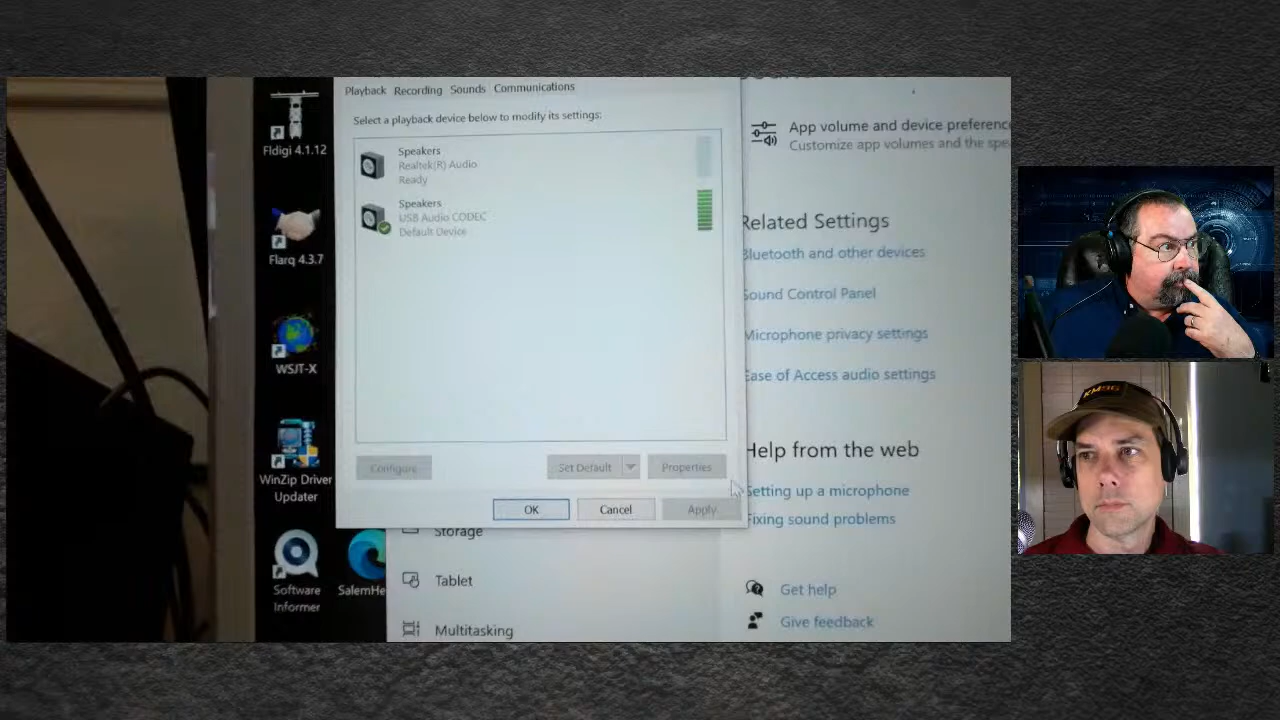 Playback Recording Sounds Communications
Select a playback device below to modify its settings:
Speakers
Realtek(R) Audio
Ready
Speakers
USB Audio CODEC
Default Device
Configure
Set Default
Properties
OK
Cancel
Apply
Fldigi 4.1.12
Flarq 4.3.7
WSJT-X
WinZip Driver
Updater
Software
Informer
SalemHe
Storage
Tablet
Multitasking
App volume and device preferenc
Customize app volumes and the spe
Related Settings
Bluetooth and other devices
Sound Control Panel
Microphone privacy settings
Ease of Access audio settings
Help from the web
Setting up a microphone
Fixing sound problems
Get help
Give feedback